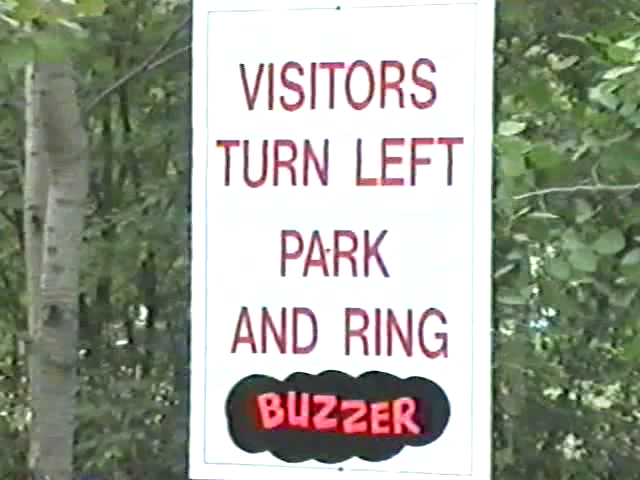 VISITORS
TURN LEFT
PARK
AND RING
BUZZER